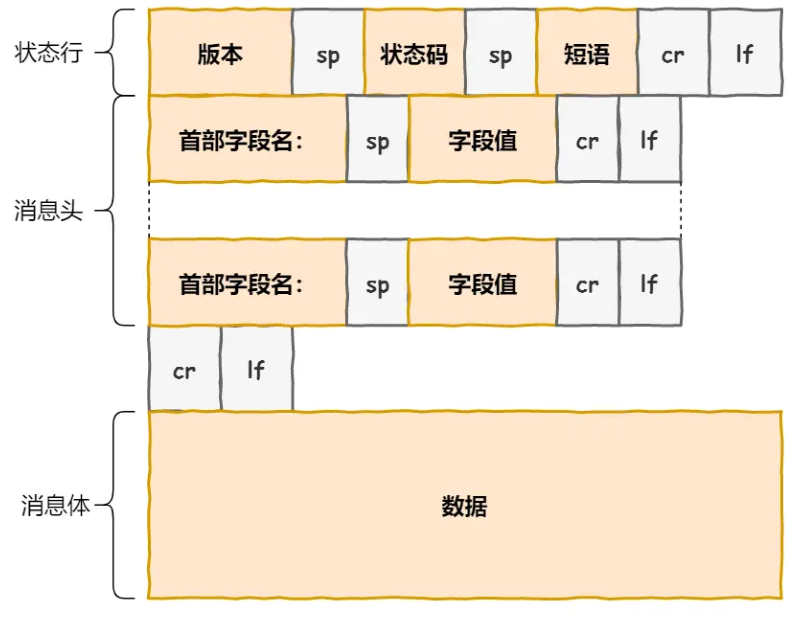 状态行 版本 sp 状态码 sp 短语 cr lf
首部字段名： sp 字段值 cr lf
消息头
首部字段名： sp 字段值 cr lf
cr lf
消息体 数据